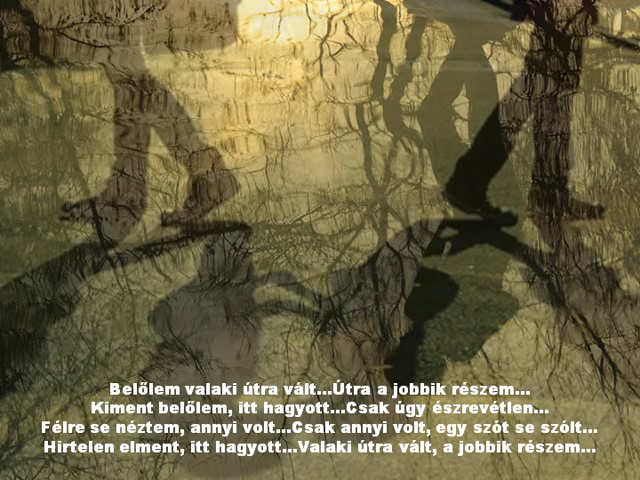 Belőlem valaki útra vált...Útra a jobbik részem...
Kiment belőlem, itt hagyott...Csak úgy észrevétlen...
Félre se néztem, annyi volt...Csak annyi volt, egy szót se szólt...
Hirtelen elment, itt hagyott...Valaki útra vált, a jobbik részem...